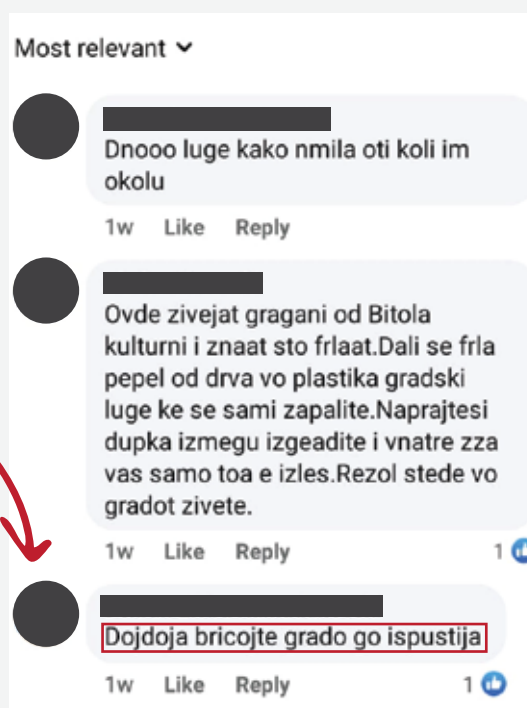 Most relevant
Dnooo luge kako nmila oti koli im
okolu
1w Like Reply
Ovde zivejat gragani od Bitola
kulturni i znaat sto frlaat.Dali se frla
pepel od drva vo plastika gradski
luge ke se sami zapalite.Naprajtesi
dupka izmegu izgeadite i vnatre zza
vas samo toa e izles.Rezol stede vo
gradot zivete.
1w Like Reply 1
Dojdoja bricojte grado go ispustija
1w Like Reply 1